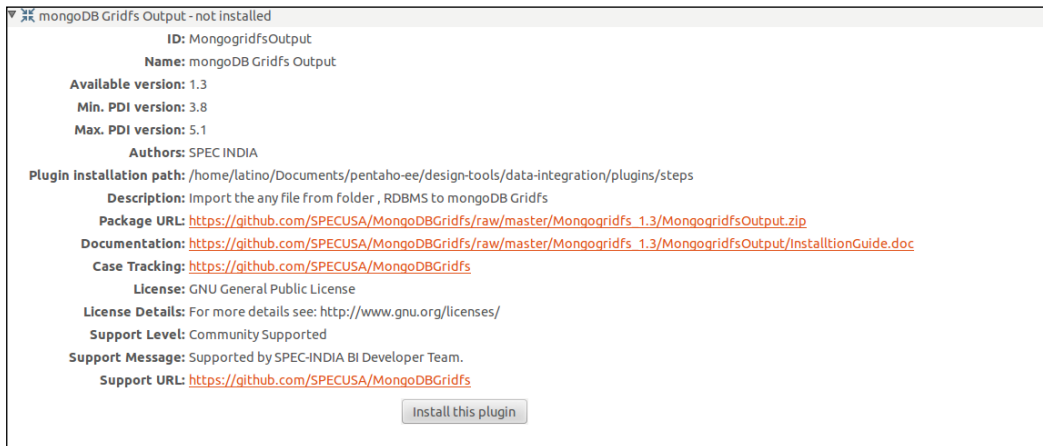 mongoDB Gridfs Output - not installed
ID: MongogridfsOutput
Name: mongoDB Gridfs Output
Available version: 1.3
Min. PDI version: 3.8
Max. PDI version: 5.1
Authors: SPEC INDIA
Plugin installation path: /home/latino/Documents/pentaho-ee/design-tools/data-integration/plugins/steps
Description: Import the any file from folder , RDBMS to mongoDB Gridfs
Package URL: https://github.com/SPECUSA/MongoDBGridfs/raw/master/Mongogridfs_1.3/MongogridfsOutput.zip
Documentation: https://github.com/SPECUSA/MongoDBGridfs/raw/master/Mongogridfs_1.3/MongogridfsOutput/InstalltionGuide.doc
Case Tracking: https://github.com/SPECUSA/MongoDBGridfs
License: GNU General Public License
License Details: For more details see: http://www.gnu.org/licenses/
Support Level: Community Supported
Support Message: Supported by SPEC-INDIA BI Developer Team.
Support URL: https://github.com/SPECUSA/MongoDBGridfs
Install this plugin